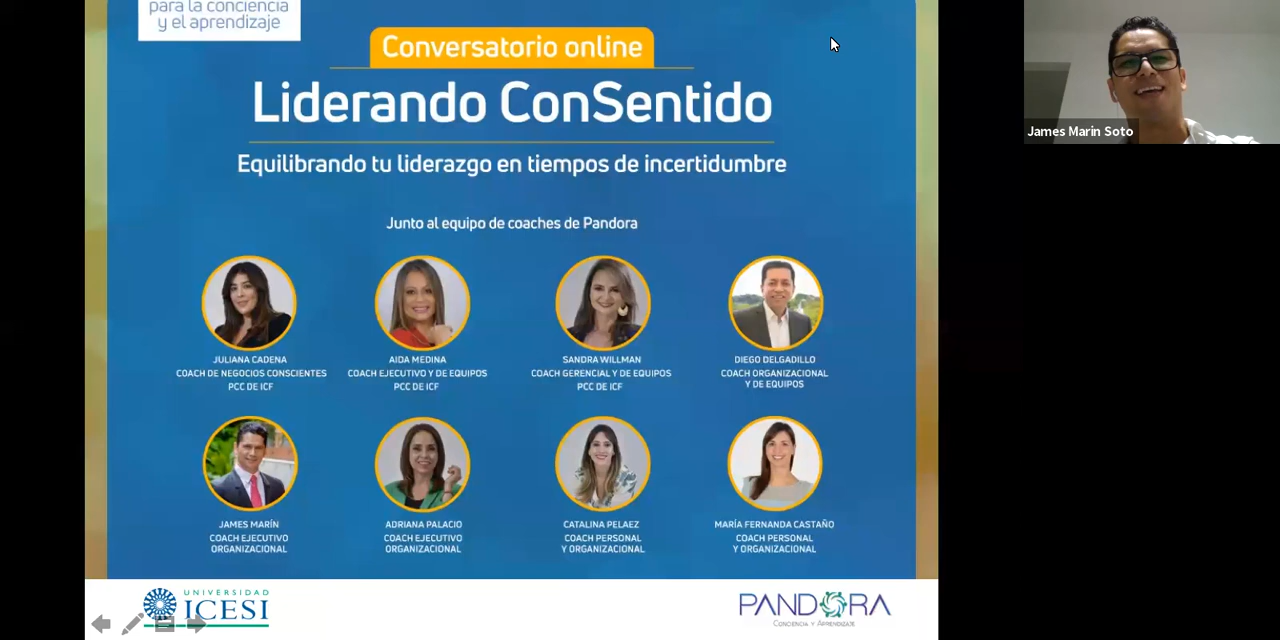 para la conciencia
y el aprendizaje
Conversatorio online
Liderando ConSentido
Equilibrando tu liderazgo en tiempos de incertidumbre
Junto al equipo de coaches de Pandora
JULIANA CADENA
COACH DE NEGOCIOS CONSCIENTES
PCC DE ICF
AIDA MEDINA
COACH EJECUTIVO Y DE EQUIPOS
PCC DE ICF
SANDRA WILLMAN
COACH GERENCIAL Y DE EQUIPOS
PCC DE ICF
DIEGO DELGADILLO
COACH ORGANIZACIONAL
Y DE EQUIPOS
JAMES MARÍN
COACH EJECUTIVO
ORGANIZACIONAL
ADRIANA PALACIO
COACH EJECUTIVO
ORGANIZACIONAL
CATALINA PELAEZ
COACH PERSONAL
Y ORGANIZACIONAL
MARÍA FERNANDA CASTAÑO
COACH PERSONAL
Y ORGANIZACIONAL
UNIVERSIDAD
ICESI
PANDORA
CONCIENCIA Y APRENDIZAJE
James Marin Soto